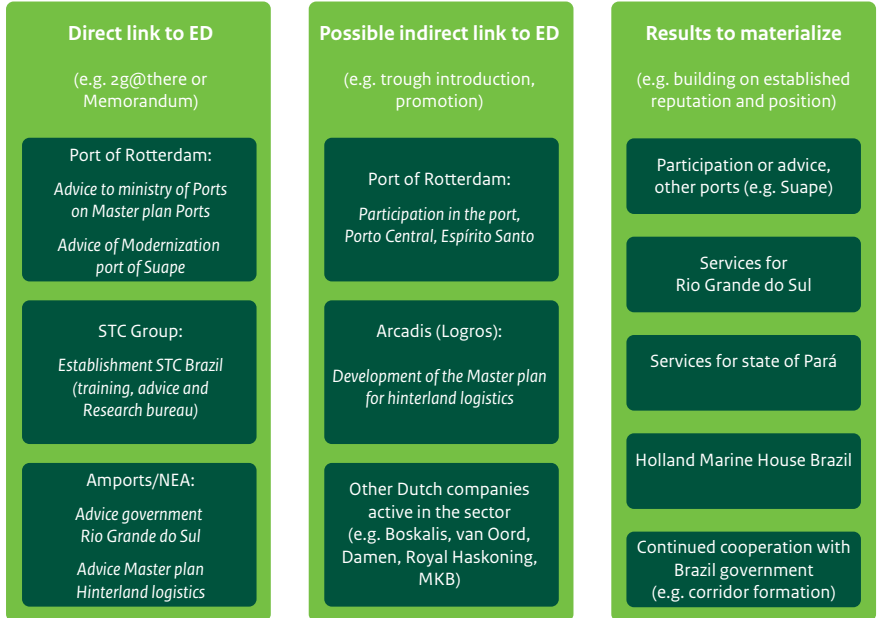 Direct link to ED
(e.g. 2g@there or
Memorandum)
Port of Rotterdam:
Advice to ministry of Ports
on Master plan Ports
Advice of Modernization
port of Suape
STC Group:
Establishment STC Brazil
(training, advice and
Research bureau)
Amports/NEA:
Advice government
Rio Grande do Sul
Advice Master plan
Hinterland logistics
Possible indirect link to ED
(e.g. trough introduction,
promotion)
Port of Rotterdam:
Participation in the port,
Porto Central, Espírito Santo
Arcadis (Logros):
Development of the Master plan
for hinterland logistics
Other Dutch companies
active in the sector
(e.g. Boskalis, van Oord,
Damen, Royal Haskoning,
MKB)
Results to materialize
(e.g. building on established
reputation and position)
Participation or advice,
other ports (e.g. Suape)
Services for
Rio Grande do Sul
Services for state of Pará
Holland Marine House Brazil
Continued cooperation with
Brazil government
(e.g. corridor formation)